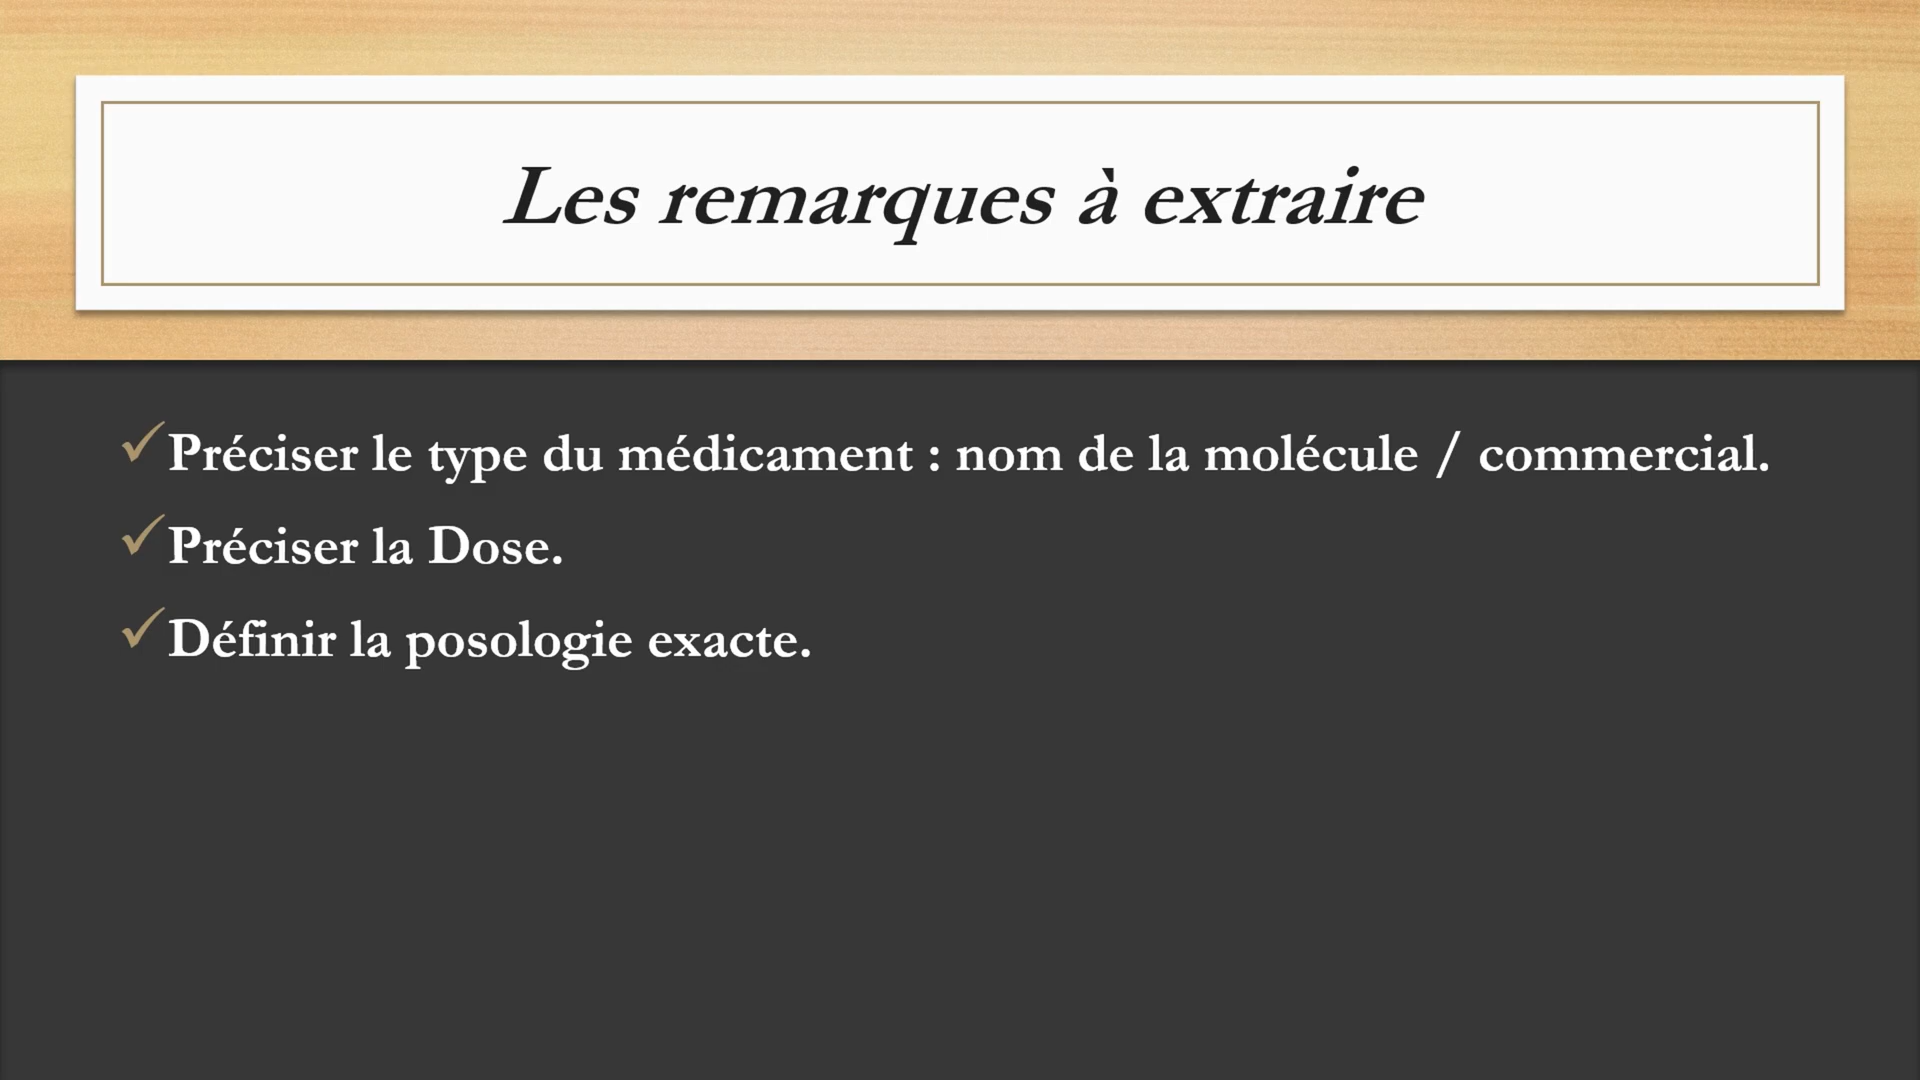 Les remarques à extraire
✓Préciser le type du médicament : nom de la molécule / commercial.
✓Préciser la Dose.
✓Définir la posologie exacte.